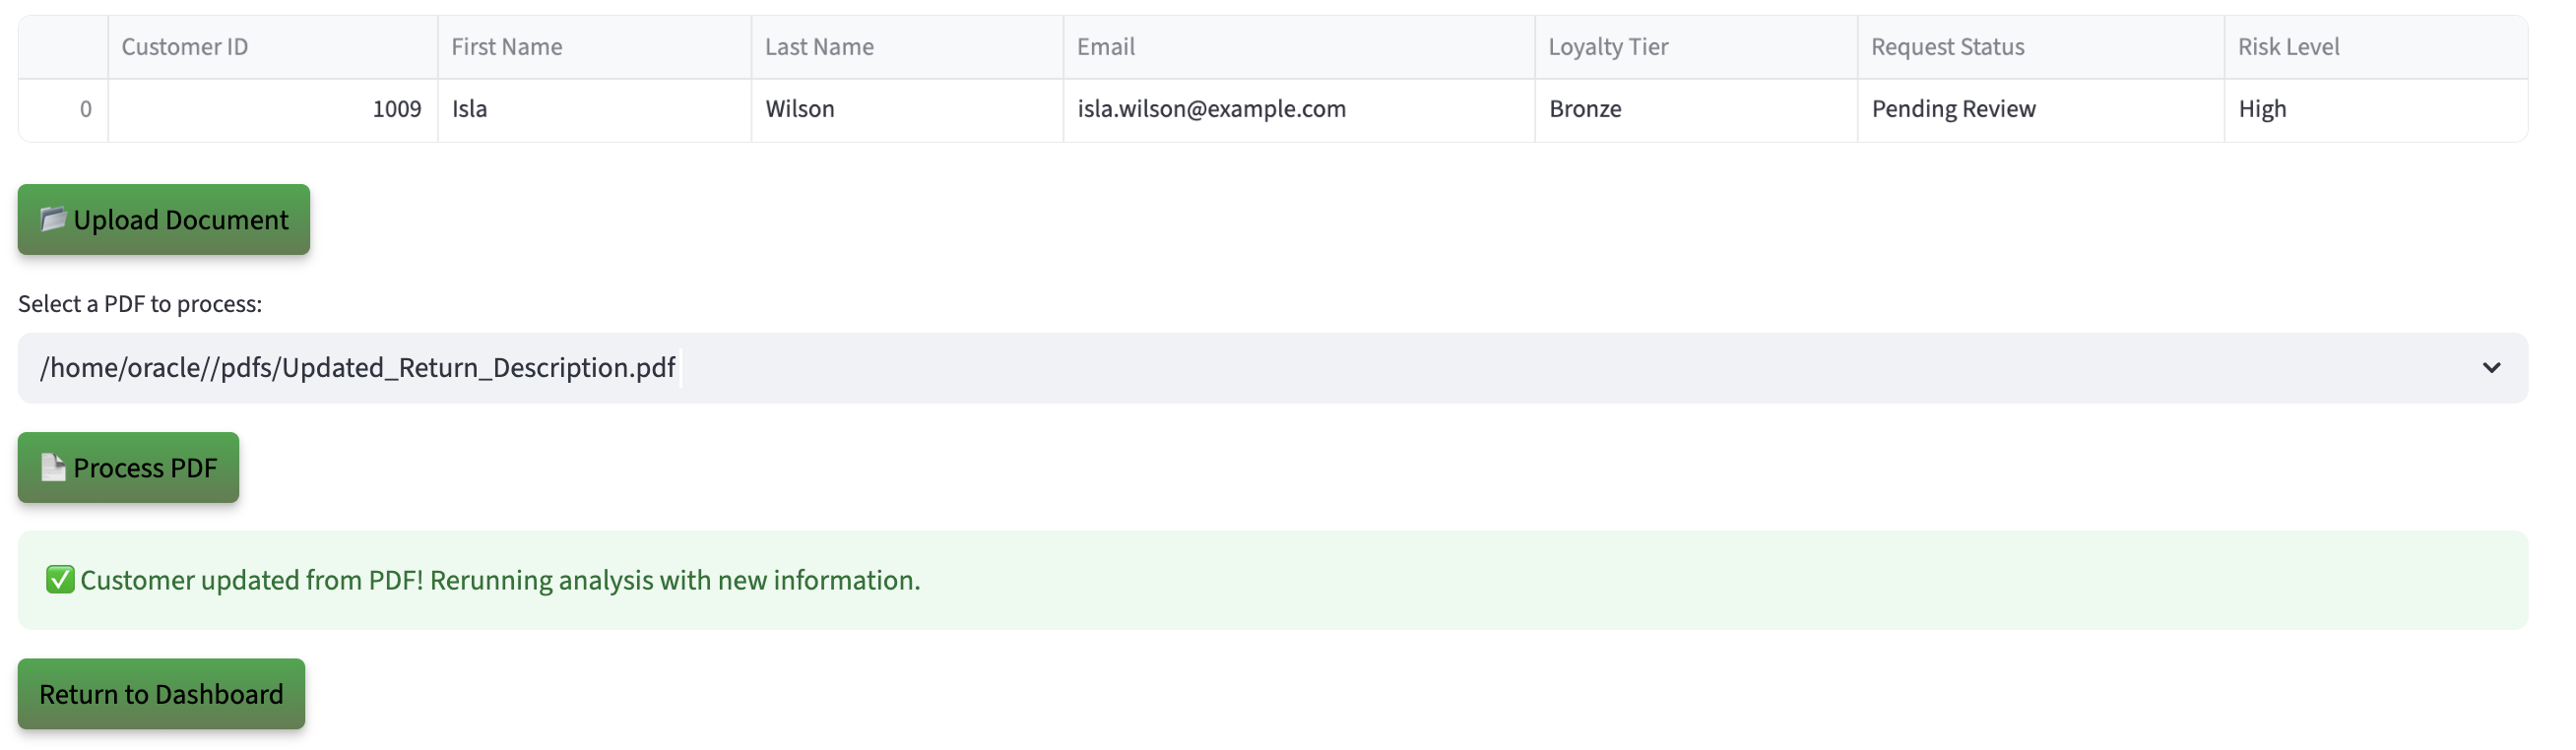 Customer ID First Name Last Name Email Loyalty Tier Request Status Risk Level
0 1009 Isla Wilson isla.wilson@example.com Bronze Pending Review High
Upload Document
Select a PDF to process:
/home/oracle//pdfs/Updated_Return_Description.pdf
Process PDF
Customer updated from PDF! Rerunning analysis with new information.
Return to Dashboard